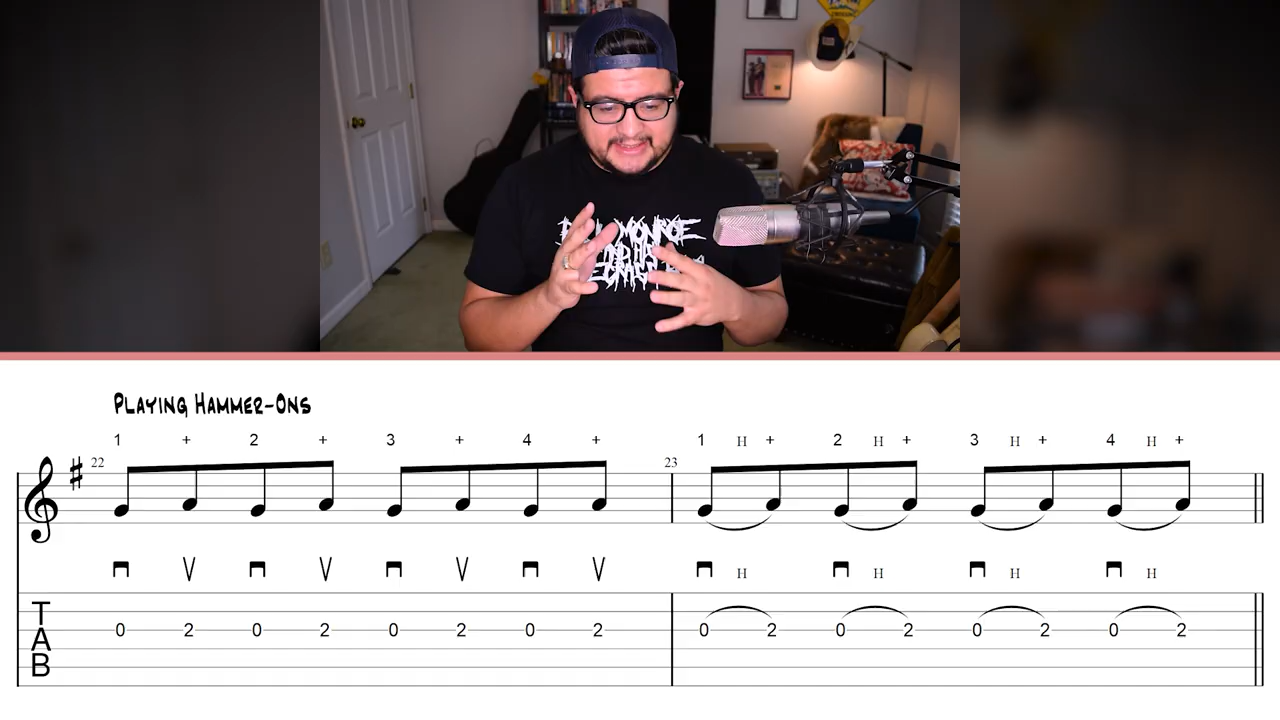 MONROE
Playing Hammer-Ons
1 + 2 + 3 + 4 + 1 H + 2 H + 3 H + 4 H +
22 23
H H H H
T
A
B
0 2 0 2 0 2 0 2 0 2 0 2 0 2 0 2